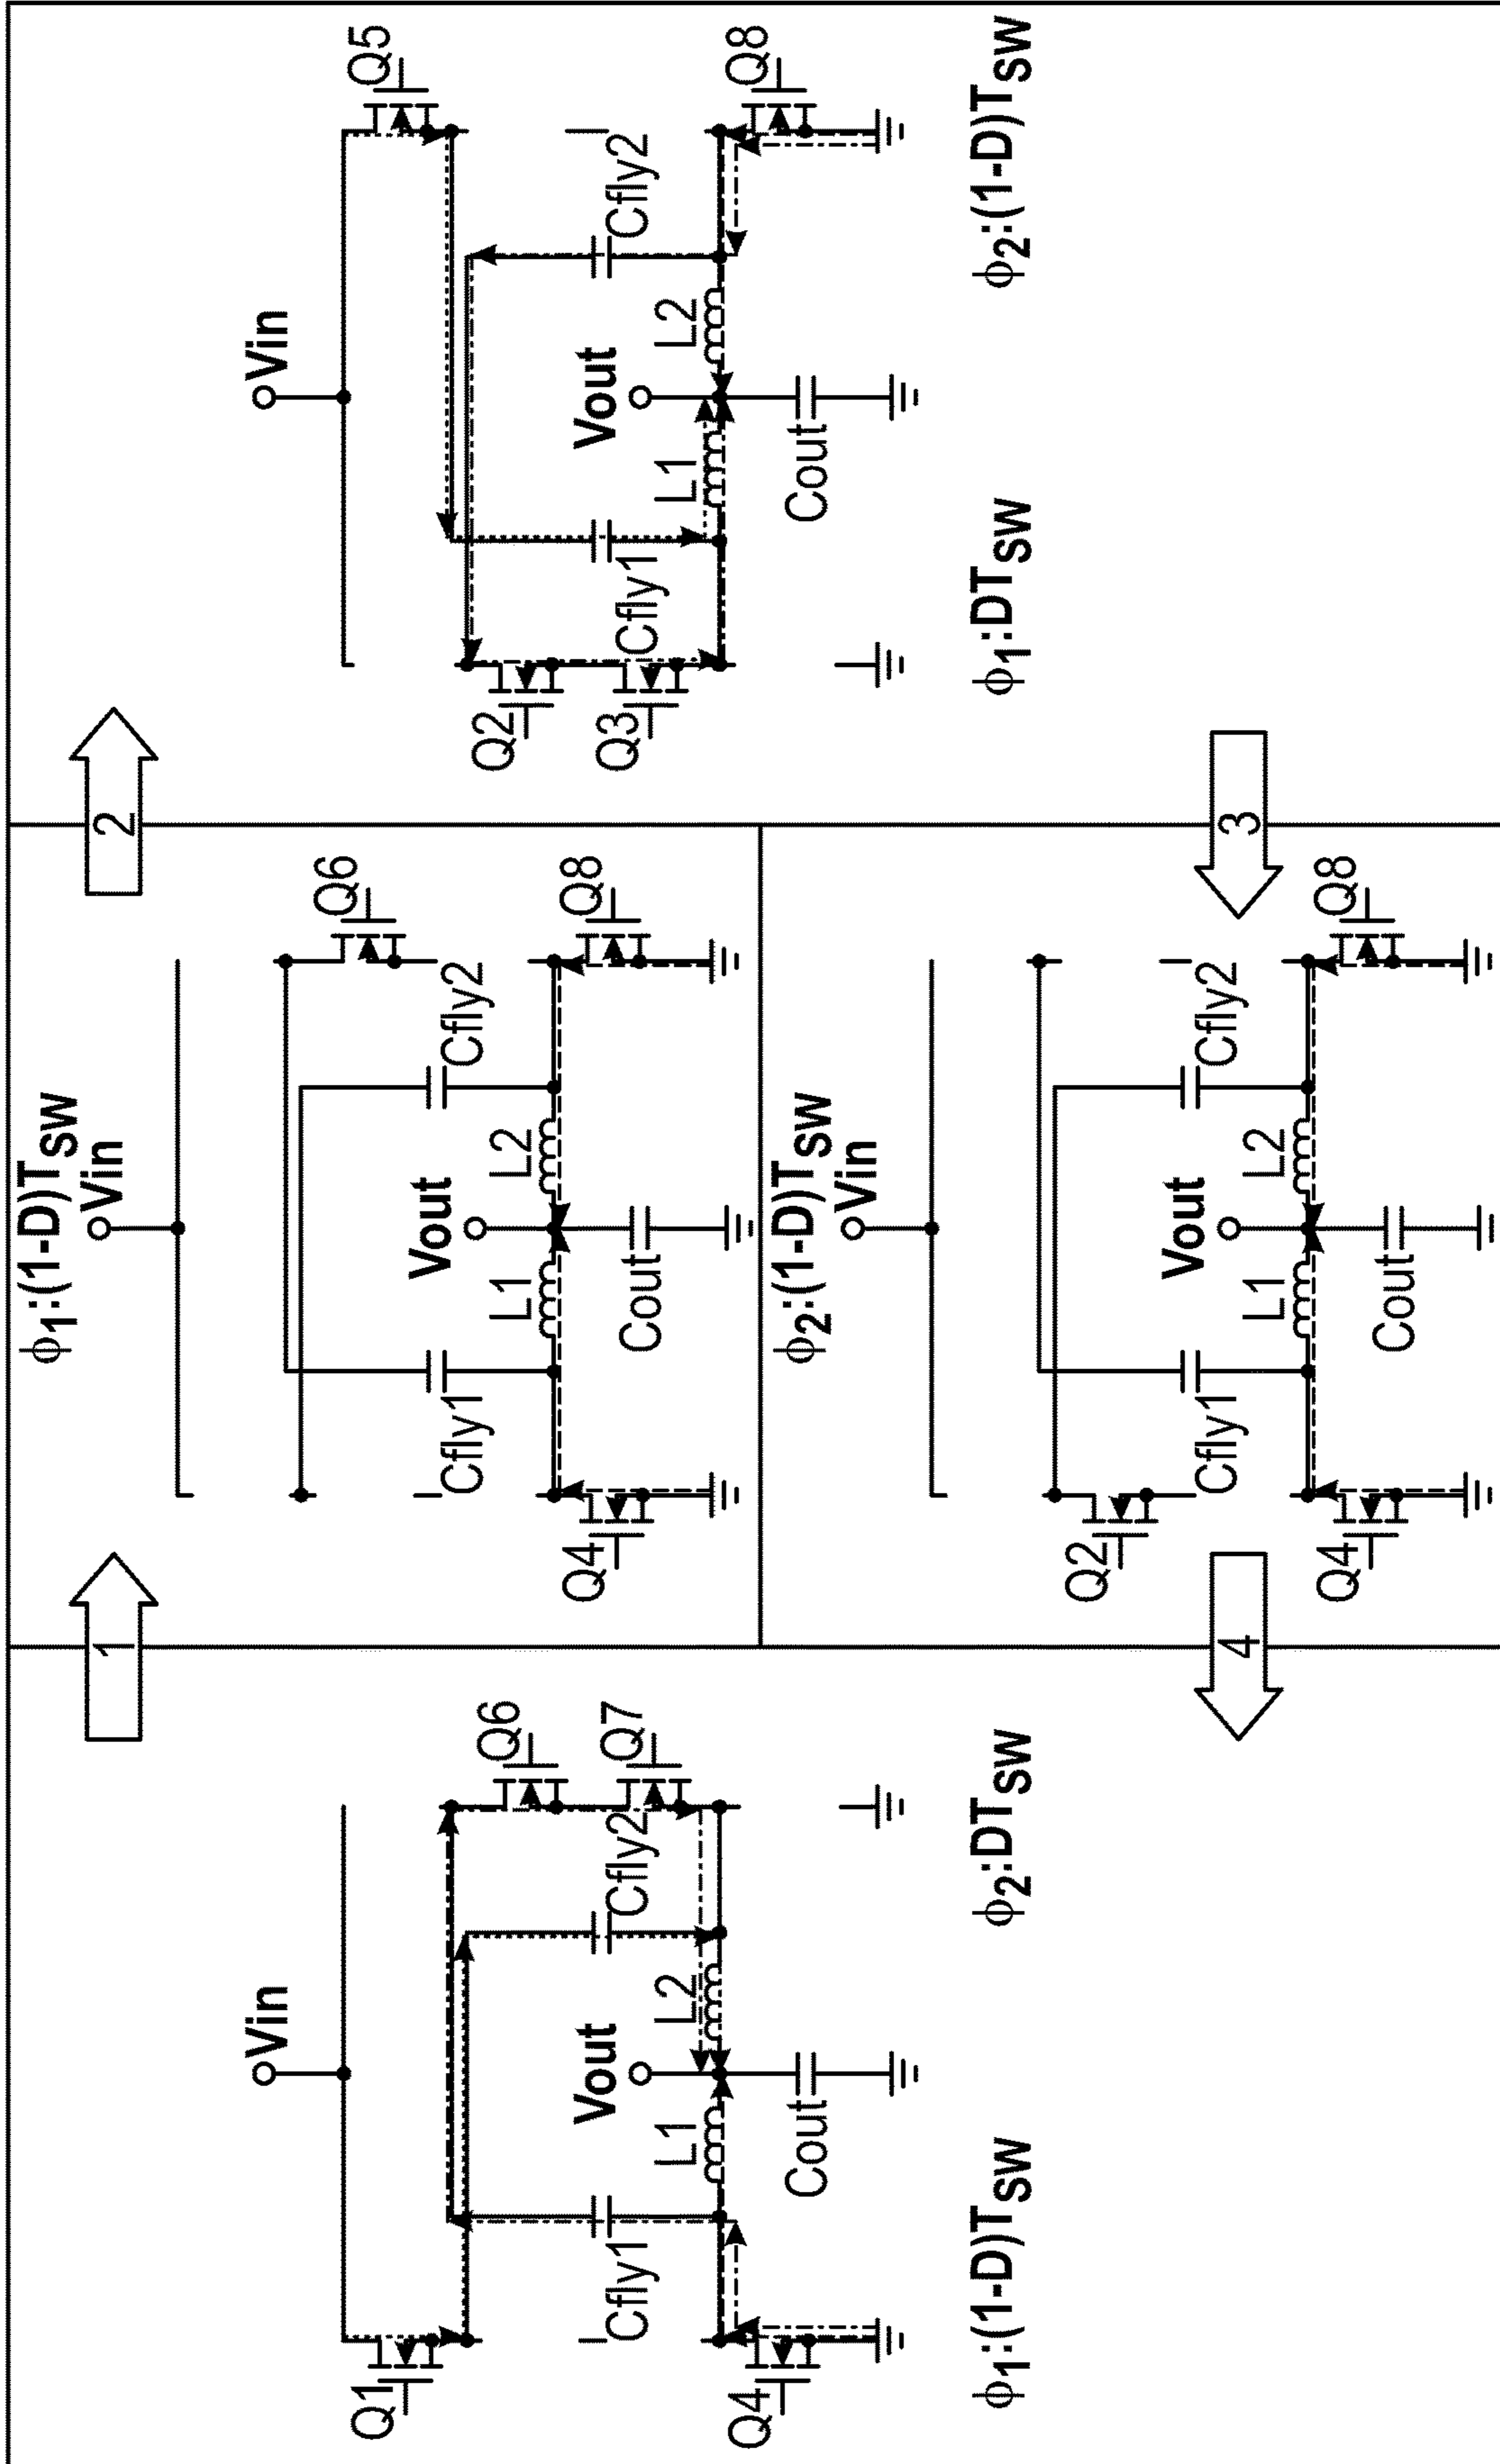 Vin
Q1
Q6
Vout
Cfly1
Cfly2
Q7
L1
L2
Q4
Cout
ϕ1:(1-D)TSW
ϕ2:DTSW
1
ϕ1:(1-D)TSW
Vin
Q6
Vout
Cfly1
Cfly2
L1
L2
Q4
Q8
Cout
2
Vin
Q5
Q2
Vout
Q3
Cfly1
Cfly2
L1
L2
Q8
Cout
ϕ1:DTSW
ϕ2:(1-D)TSW
3
ϕ2:(1-D)TSW
Vin
Q2
Vout
Cfly1
Cfly2
L1
L2
Q4
Q8
Cout
4